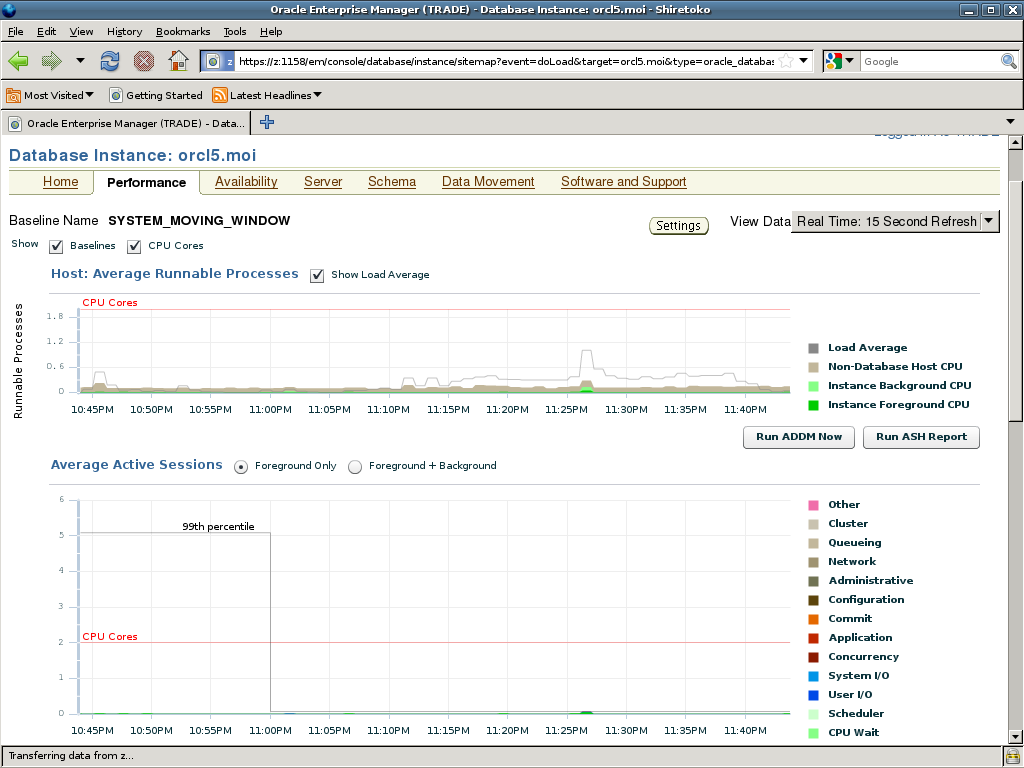 Oracle Enterprise Manager (TRADE) - Database Instance: orcl5.moi - Shiretoko
File Edit View History Bookmarks Tools Help
z https://z:1158/em/console/database/instance/sitemap?event=doLoad&target=orcl5.moi&type=oracle_databas Google
Most Visited Getting Started Latest Headlines
Oracle Enterprise Manager (TRADE) - Data...
Database Instance: orcl5.moi
Home Performance Availability Server Schema Data Movement Software and Support
Baseline Name SYSTEM_MOVING_WINDOW Settings View Data Real Time: 15 Second Refresh
Show Baselines CPU Cores
Host: Average Runnable Processes Show Load Average
Runnable Processes
CPU Cores
1.8
1.2
0.6
0
10:45PM 10:50PM 10:55PM 11:00PM 11:05PM 11:10PM 11:15PM 11:20PM 11:25PM 11:30PM 11:35PM 11:40PM
Load Average
Non-Database Host CPU
Instance Background CPU
Instance Foreground CPU
Run ADDM Now Run ASH Report
Average Active Sessions Foreground Only Foreground + Background
6
5
4
3
2
1
0
99th percentile
CPU Cores
10:45PM 10:50PM 10:55PM 11:00PM 11:05PM 11:10PM 11:15PM 11:20PM 11:25PM 11:30PM 11:35PM 11:40PM
Other
Cluster
Queueing
Network
Administrative
Configuration
Commit
Application
Concurrency
System I/O
User I/O
Scheduler
CPU Wait
Transferring data from z...